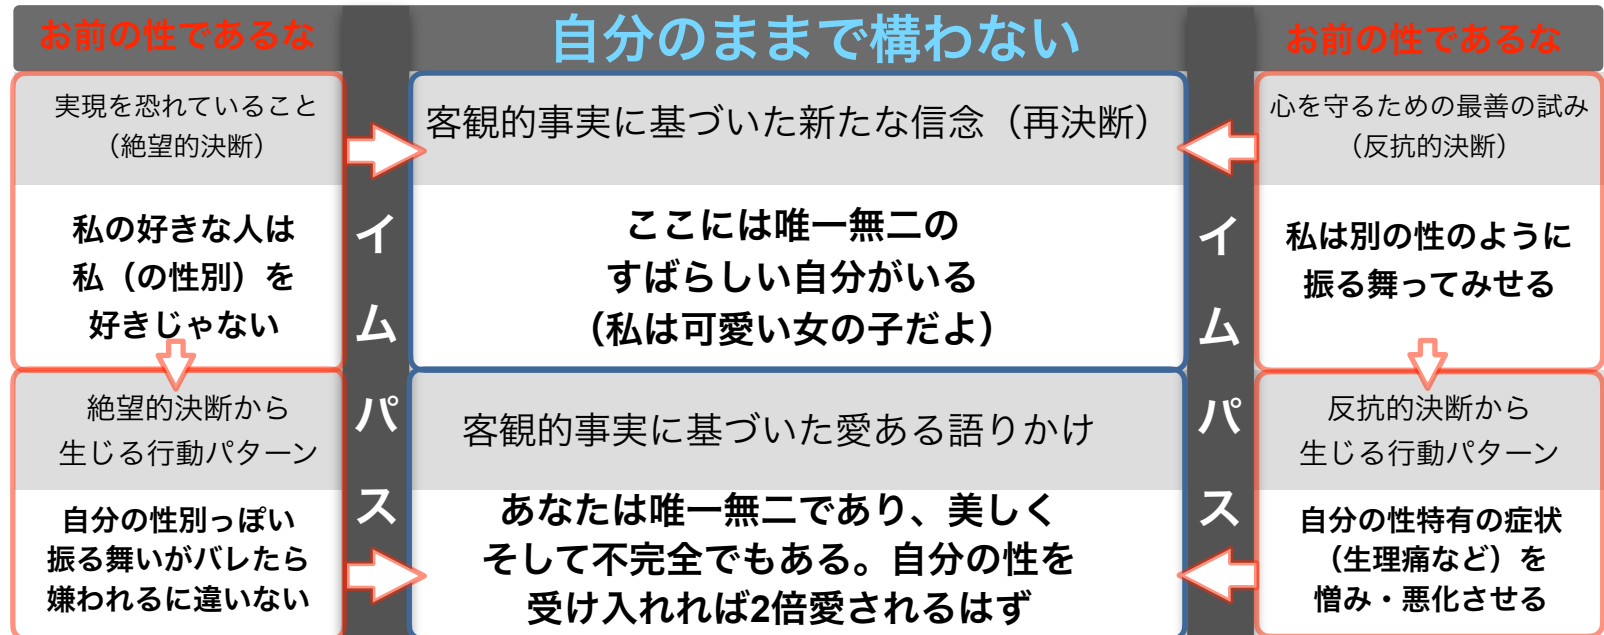 お前の性であるな
実現を恐れていること
（絶望的決断）
私の好きな人は
私（の性別）を
好きじゃない
絶望的決断から
生じる行動パターン
自分の性別っぽい
振る舞いがバレたら
嫌われるに違いない
イムパス
自分のままで構わない
客観的事実に基づいた新たな信念（再決断）
ここには唯一無二の
すばらしい自分がいる
（私は可愛い女の子だよ）
客観的事実に基づいた愛ある語りかけ
あなたは唯一無二であり、美しく
そして不完全でもある。自分の性を
受け入れれば2倍愛されるはず
イムパス
お前の性であるな
心を守るための最善の試み
（反抗的決断）
私は別の性のように
振る舞ってみせる
反抗的決断から
生じる行動パターン
自分の性特有の症状
（生理痛など）を
憎み・悪化させる